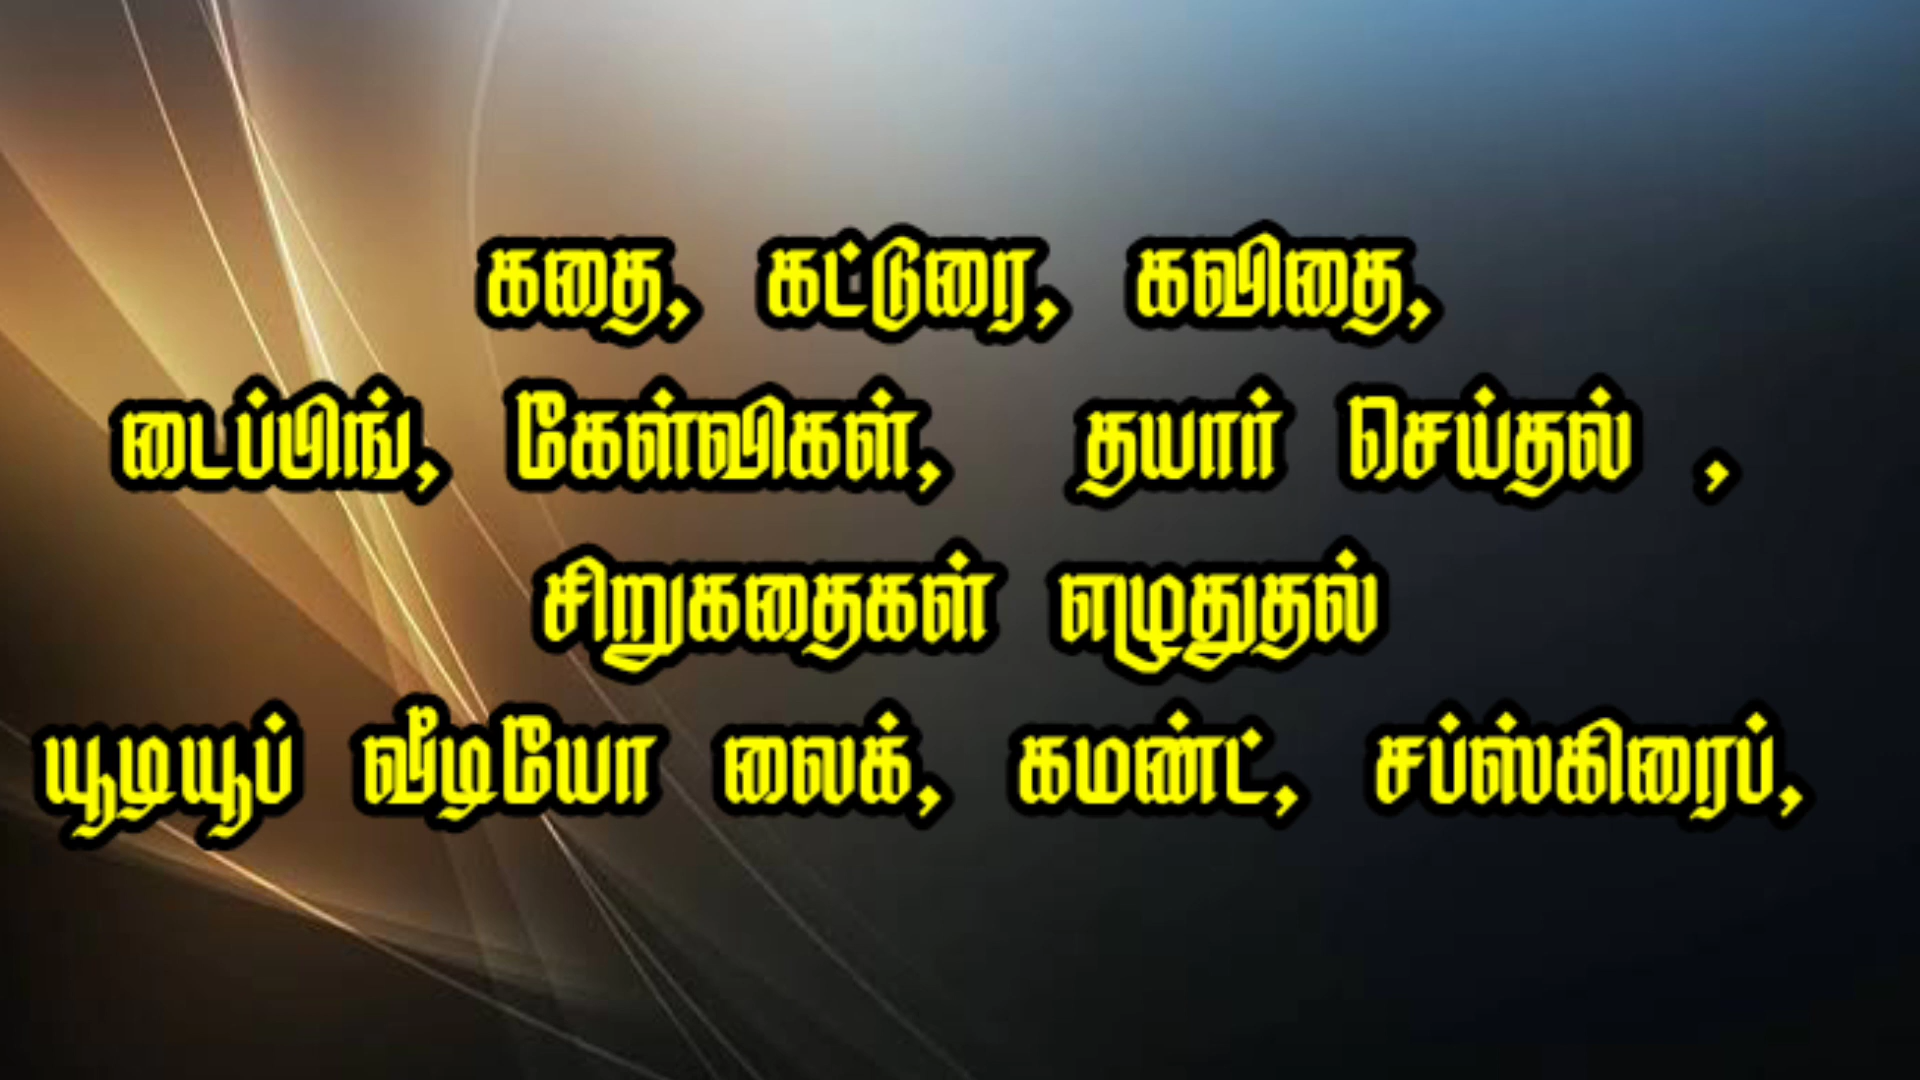 கதை, கட்டுரை, கவிதை,
டைப்பிங், கேள்விகள், தயார் செய்தல் ,
சிறுகதைகள் எழுதுதல்
யூடியூப் வீடியோ லைக், கமண்ட், சப்ஸ்கிரைப்,